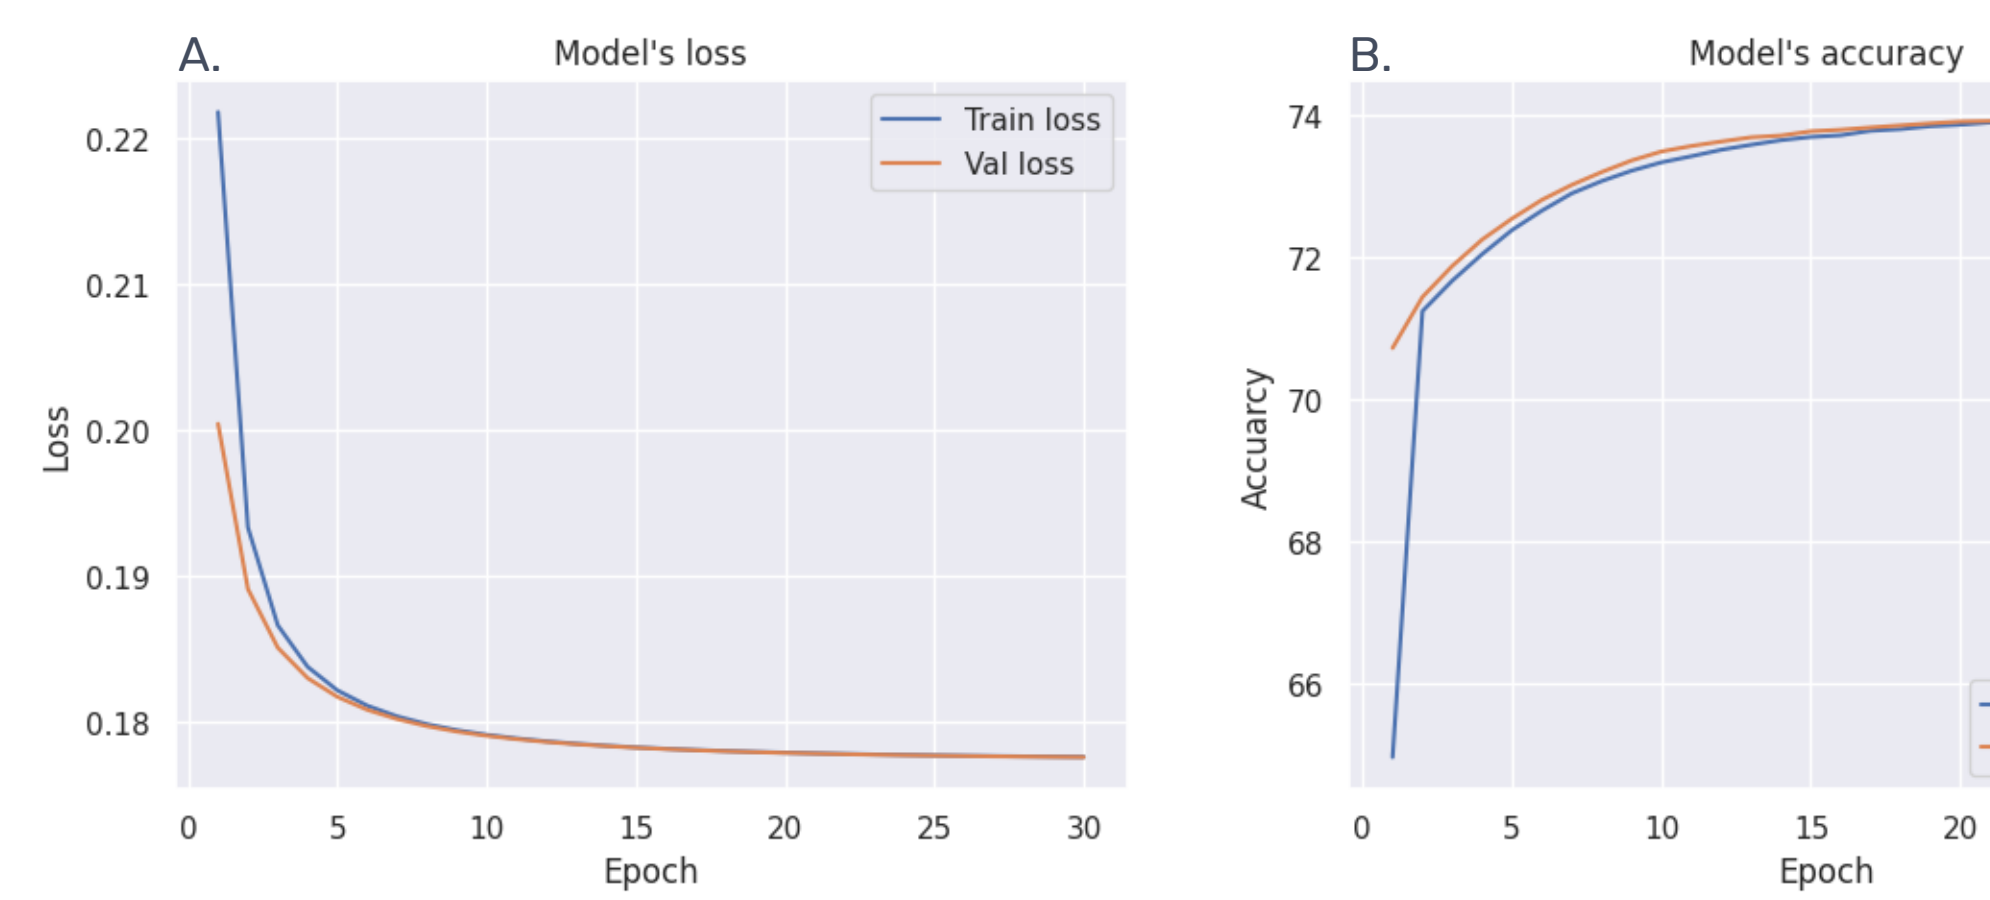 A.
Model's loss
Train loss
Val loss
0.22
0.21
0.20
0.19
0.18
Loss
0 5 10 15 20 25 30
Epoch
B.
Model's accuracy
74
72
70
68
66
Accuarcy
0 5 10 15 20
Epoch